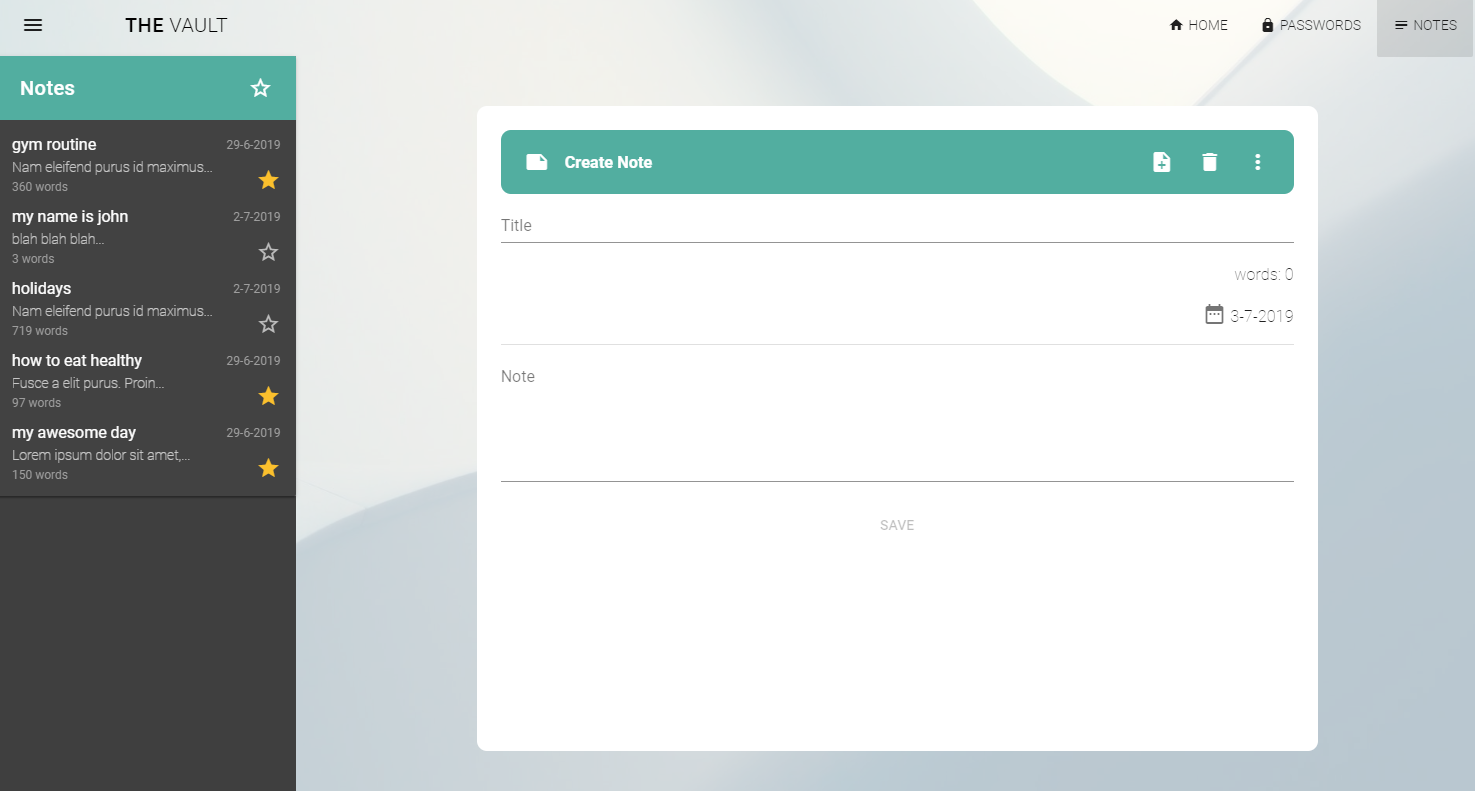 THE VAULT
HOME
PASSWORDS
NOTES
Notes
gym routine
29-6-2019
Nam eleifend purus id maximus...
360 words
my name is john
2-7-2019
blah blah blah...
3 words
holidays
2-7-2019
Nam eleifend purus id maximus...
719 words
how to eat healthy
29-6-2019
Fusce a elit purus. Proin...
97 words
my awesome day
29-6-2019
Lorem ipsum dolor sit amet,...
150 words
Create Note
Title
words: 0
3-7-2019
Note
SAVE